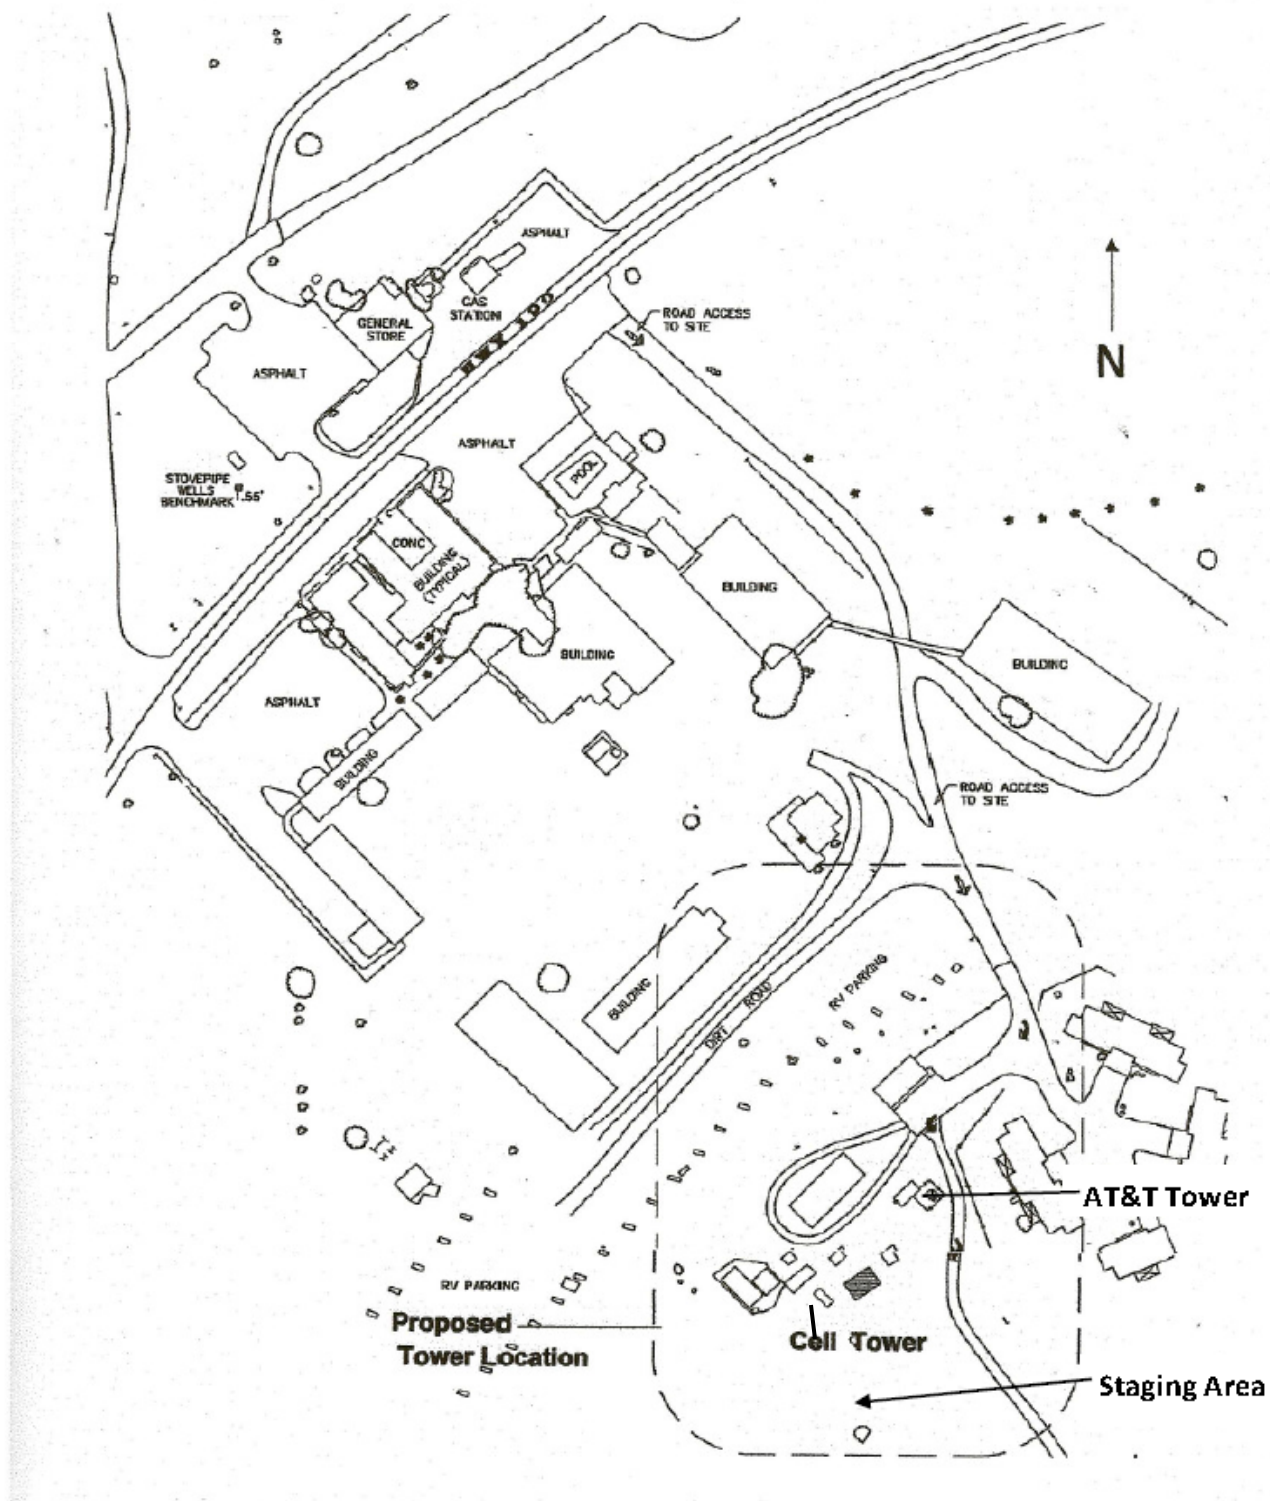 ASPHALT
GAS
STATION
HWY 190
GENERAL
STORE
ROAD ACCESS
TO SITE
N
ASPHALT
ASPHALT
POOL
STOVEPIPE
WELLS
BENCHMARK
CONC
BUILDING
(TYPICAL)
BUILDING
BUILDING
BUILDING
ASPHALT
BUILDING
ROAD ACCESS
TO SITE
RV PARKING
BUILDING
DIRT ROAD
AT&T Tower
RV PARKING
Proposed
Tower Location
Cell Tower
Staging Area